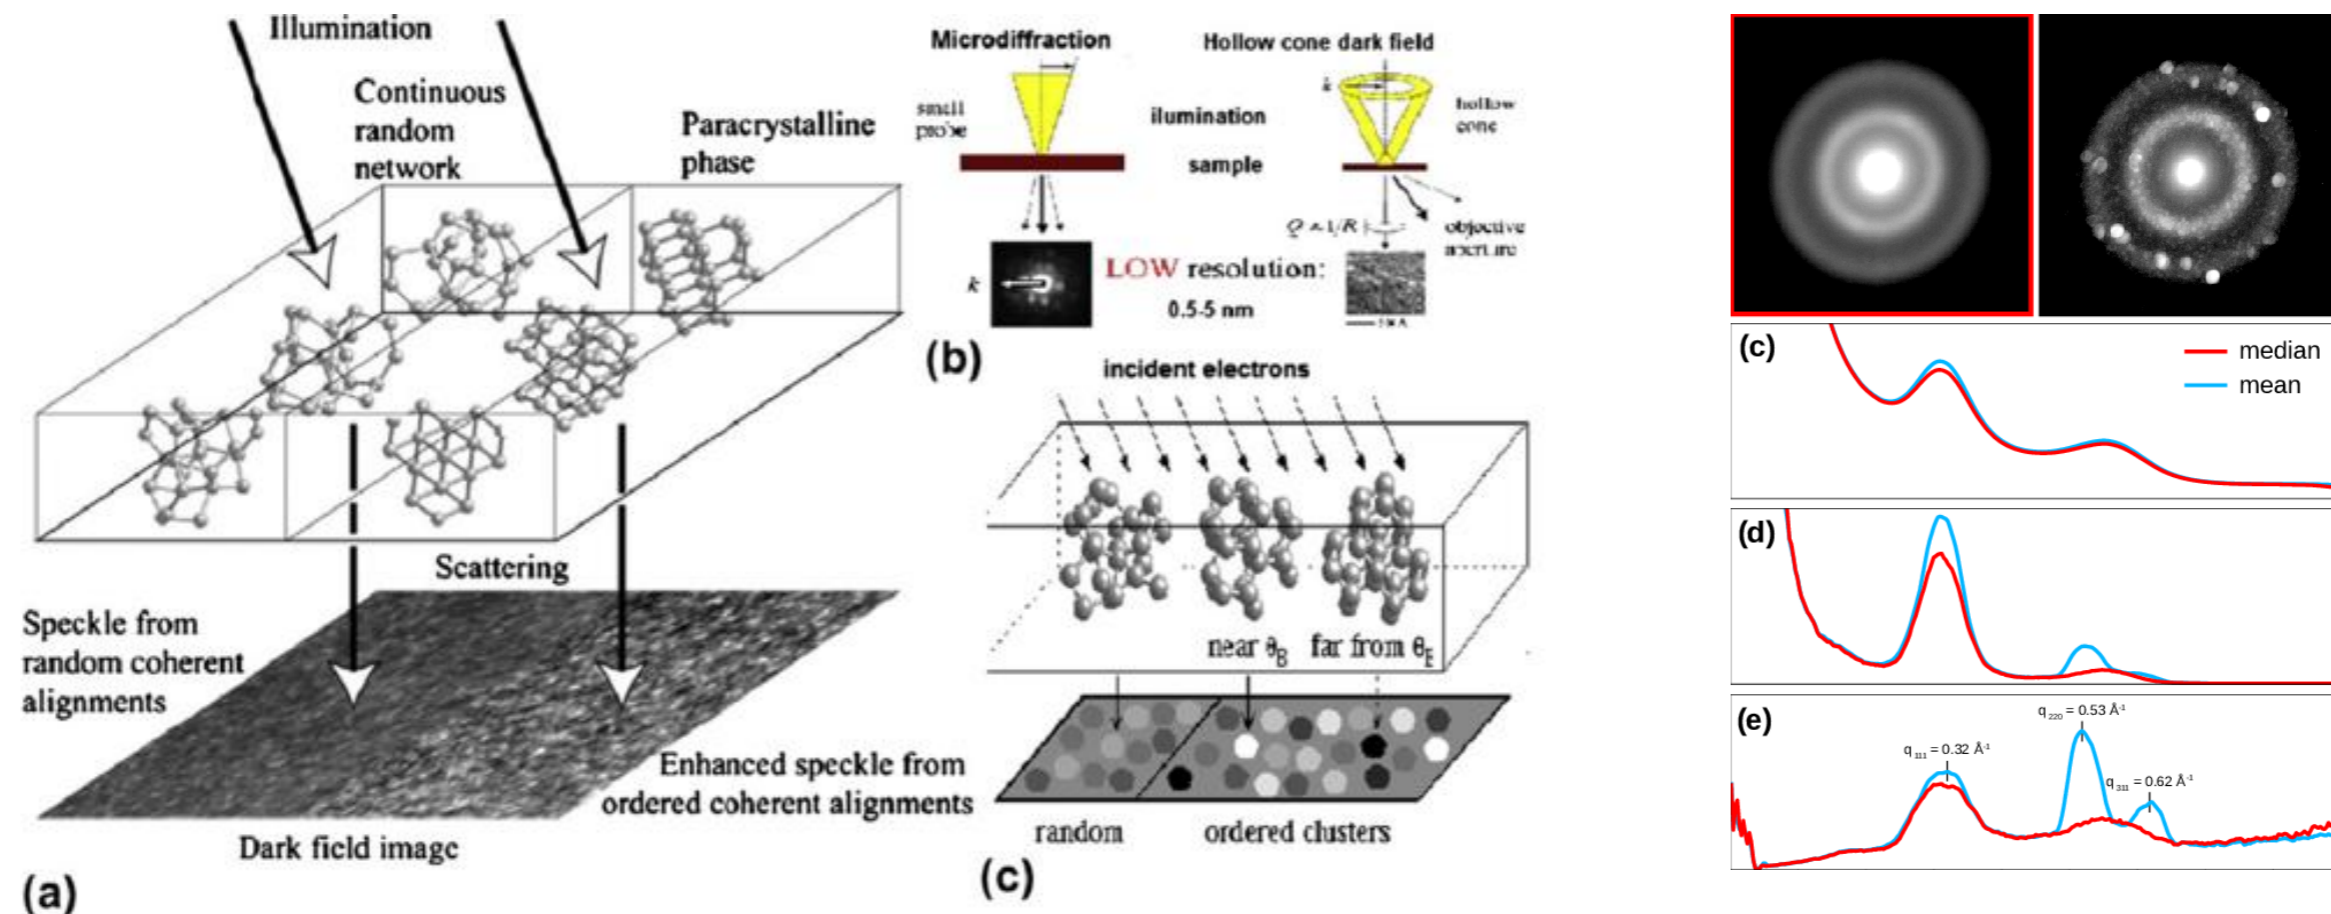 Illumination
Continuous
random
network
Paracrystalline
phase
Scattering
Speckle from
random coherent
alignments
Enhanced speckle from
ordered coherent alignments
Dark field image
(a)
Microdiffraction
Hollow cone dark field
small
probe
ilumination
sample
k
hollow
cone
k
Q ≈ 1/R
objective
aperture
LOW resolution:
0.5-5 nm
(b)
incident electrons
near θB far from θ
random
ordered clusters
(c)
(c)
median
mean
(d)
(e)
q111 = 0.32 Å-1
q220 = 0.53 Å-1
q311 = 0.62 Å-1